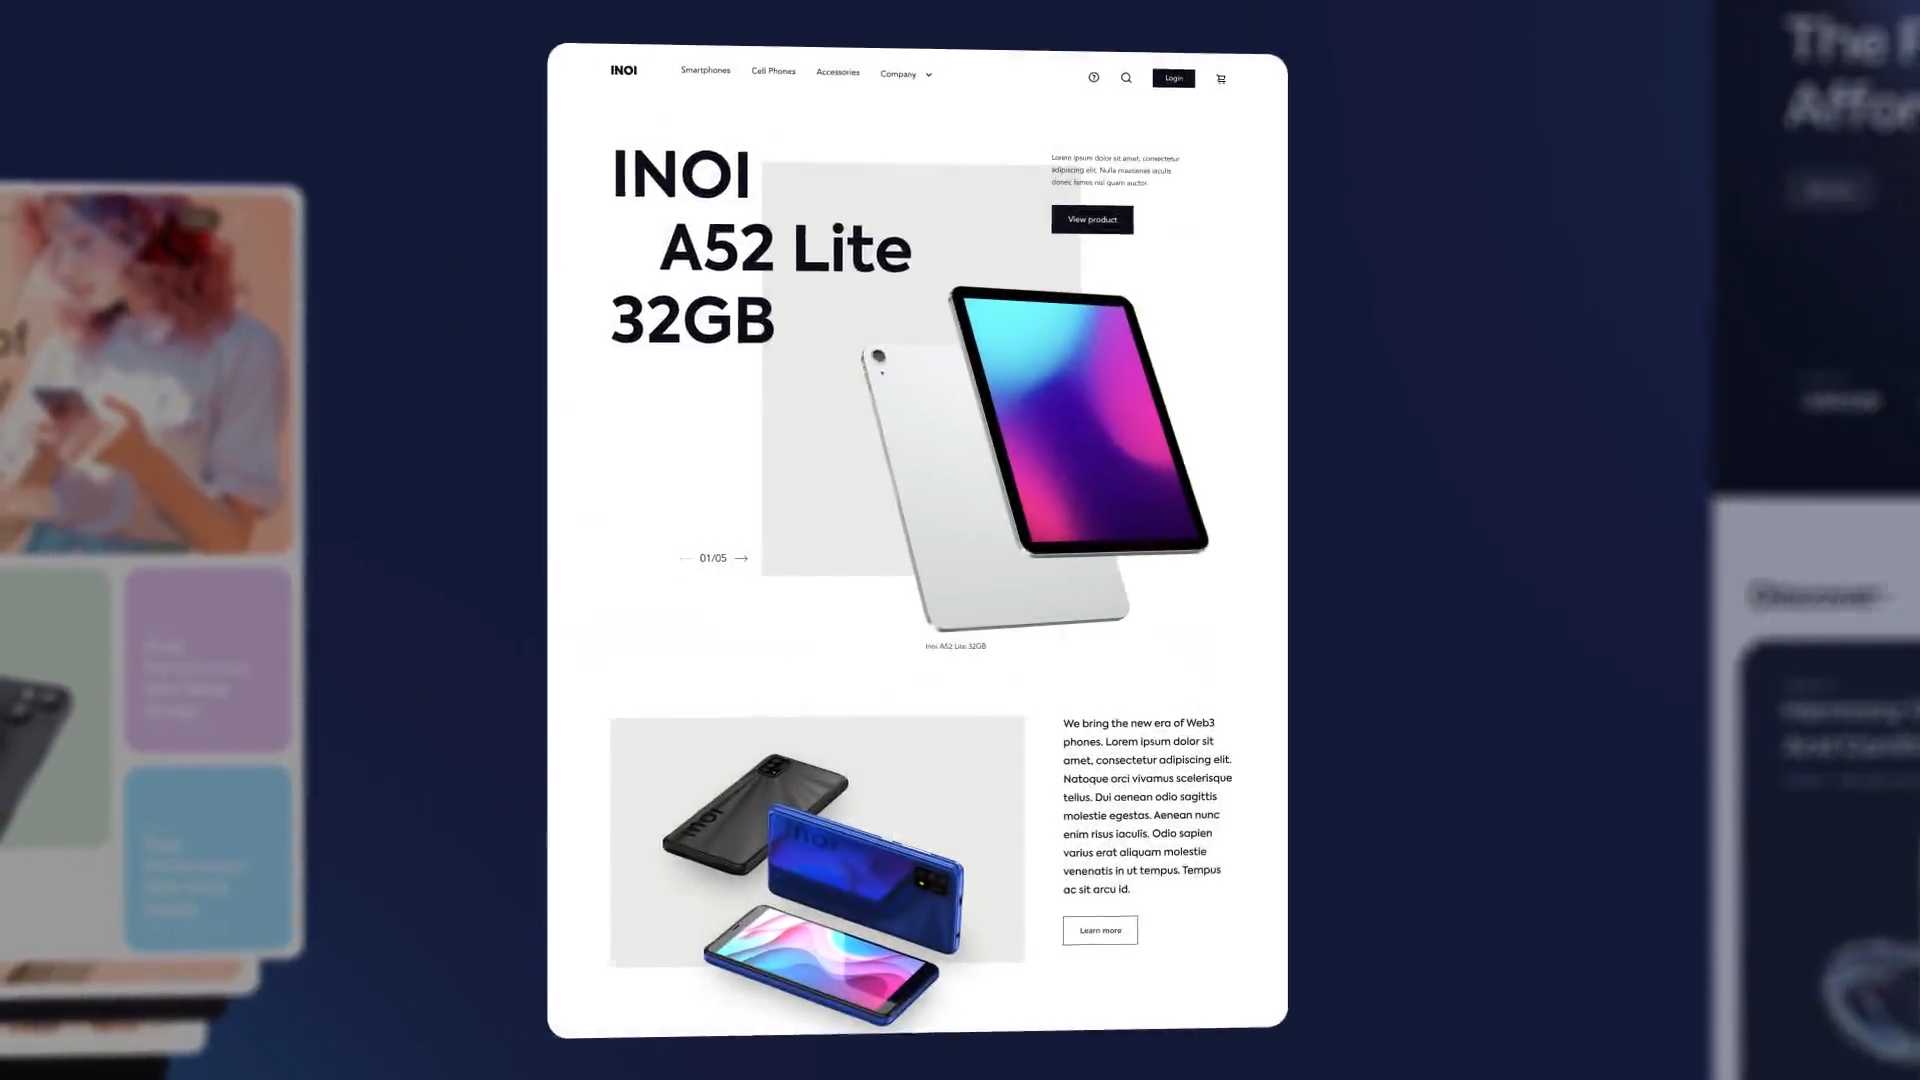 INOI
Smartphones
Cell Phones
Accessories
Company
Login
INOI
A52 Lite
32GB
Lorem ipsum dolor sit amet, consectetur
adipiscing elit. Nulla maecenas iaculis
donec fames nisl quam auctor.
View product
01/05
Inoi A52 Lite 32GB
We bring the new era of Web3
phones. Lorem ipsum dolor sit
amet, consectetur adipiscing elit.
Natoque orci vivamus scelerisque
tellus. Dui aenean odio sagittis
molestie egestas. Aenean nunc
enim risus iaculis. Odio sapien
varius erat aliquam molestie
venenatis in ut tempus. Tempus
ac sit arcu id.
Learn more
inoi
inoi
The
Discover